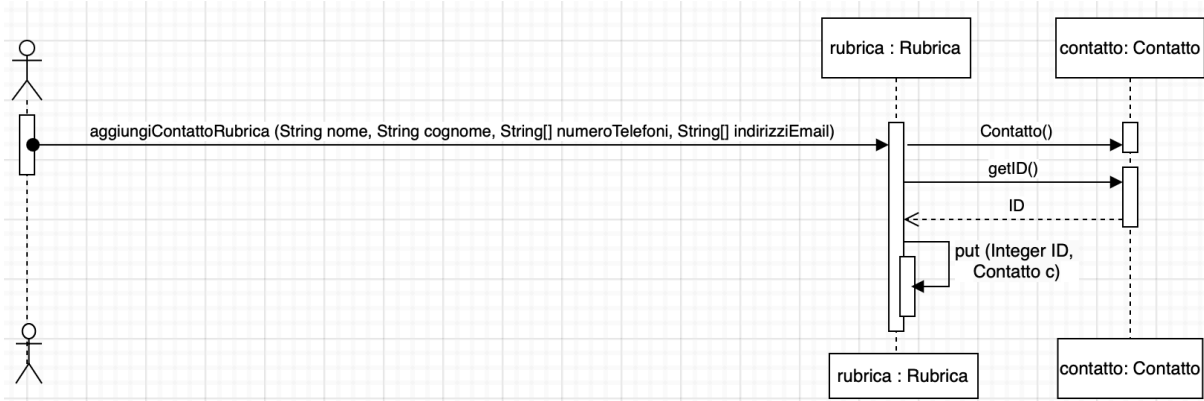 rubrica : Rubrica
contatto: Contatto
aggiungiContattoRubrica (String nome, String cognome, String[] numeroTelefoni, String[] indirizziEmail)
Contatto()
getID()
ID
put (Integer ID,
Contatto c)
rubrica : Rubrica
contatto: Contatto